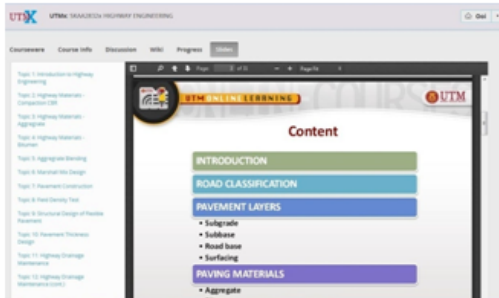 UTMx
UTMx: SKAA2832x HIGHWAY ENGINEERING
Courseware Course Info Discussion Wiki Progress Slides
Topic 1: Introduction to Highway
Engineering
Topic 2: Highway Materials -
Compaction CBR
Topic 3: Highway Materials -
Aggregate
Topic 4: Highway Materials -
Bitumen
Topic 5: Aggregrate Blending
Topic 6: Marshall Mix Design
Topic 7: Pavement Construction
Topic 8: Field Density Test
Topic 9: Structural Design of Flexible
Pavement
Topic 10: Pavement Thickness
Design
Topic 11: Highway Drainage
Maintenance
Topic 12: Highway Drainage
Maintenance (cont.)
Page
UTM ONLINE LEARNING
UTM
Content
INTRODUCTION
ROAD CLASSIFICATION
PAVEMENT LAYERS
• Subgrade
• Subbase
• Road base
• Surfacing
PAVING MATERIALS
• Aggregate